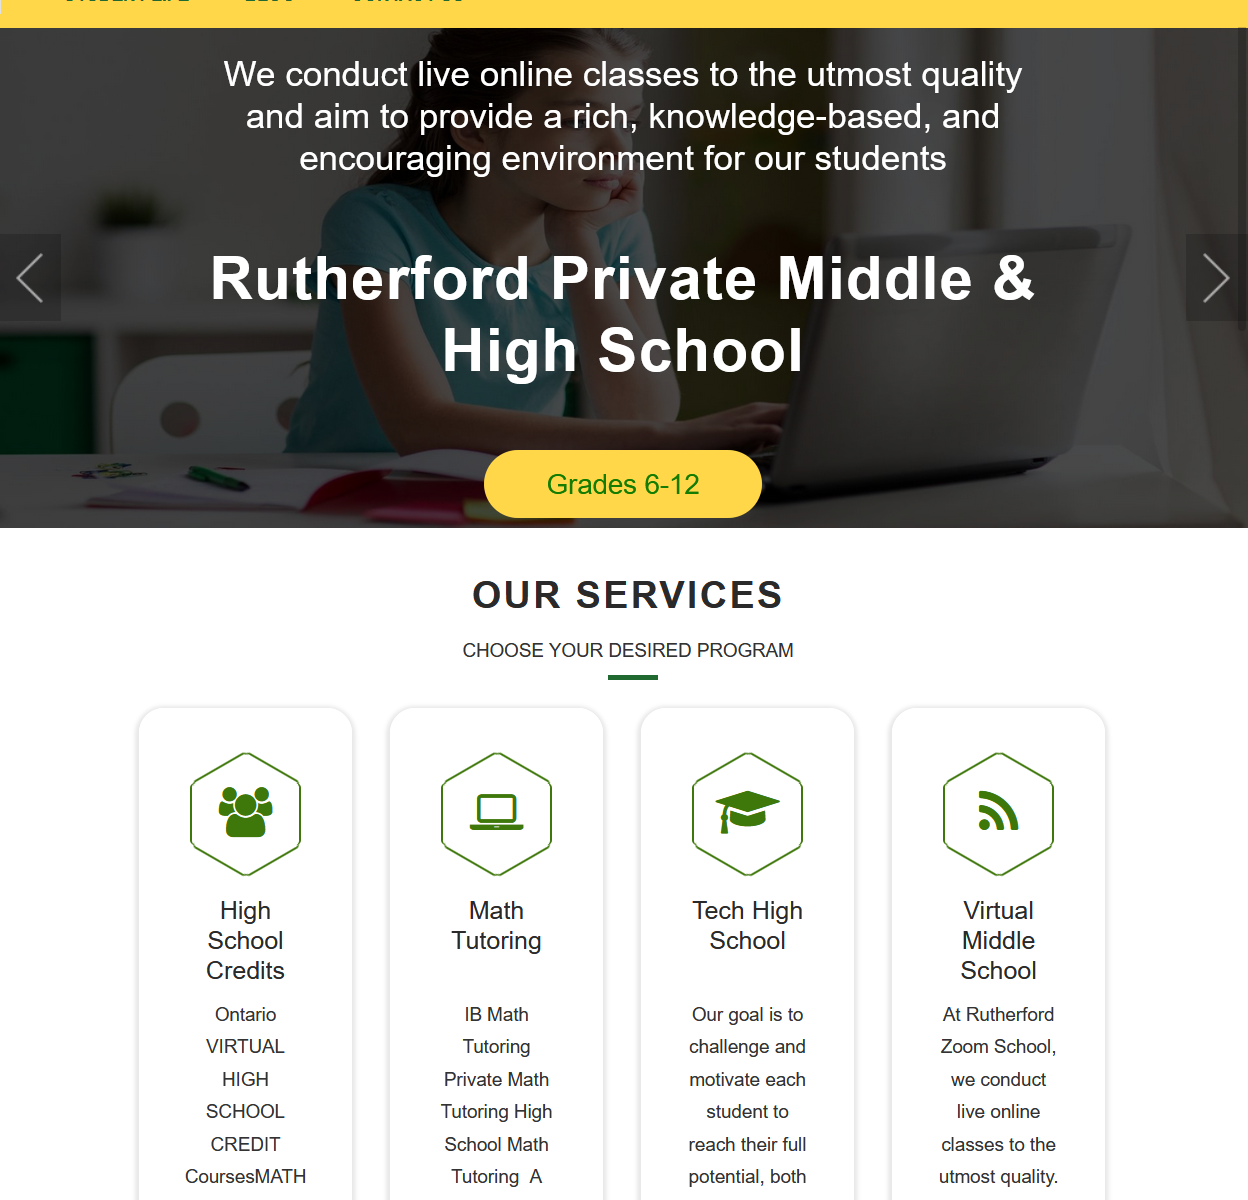 We conduct live online classes to the utmost quality
and aim to provide a rich, knowledge-based, and
encouraging environment for our students
Rutherford Private Middle &
High School
Grades 6-12
OUR SERVICES
CHOOSE YOUR DESIRED PROGRAM
High
School
Credits
Ontario
VIRTUAL
HIGH
SCHOOL
CREDIT
CoursesMATH
Math
Tutoring
IB Math
Tutoring
Private Math
Tutoring High
School Math
Tutoring  A
Tech High
School
Our goal is to
challenge and
motivate each
student to
reach their full
potential, both
Virtual
Middle
School
At Rutherford
Zoom School,
we conduct
live online
classes to the
utmost quality.